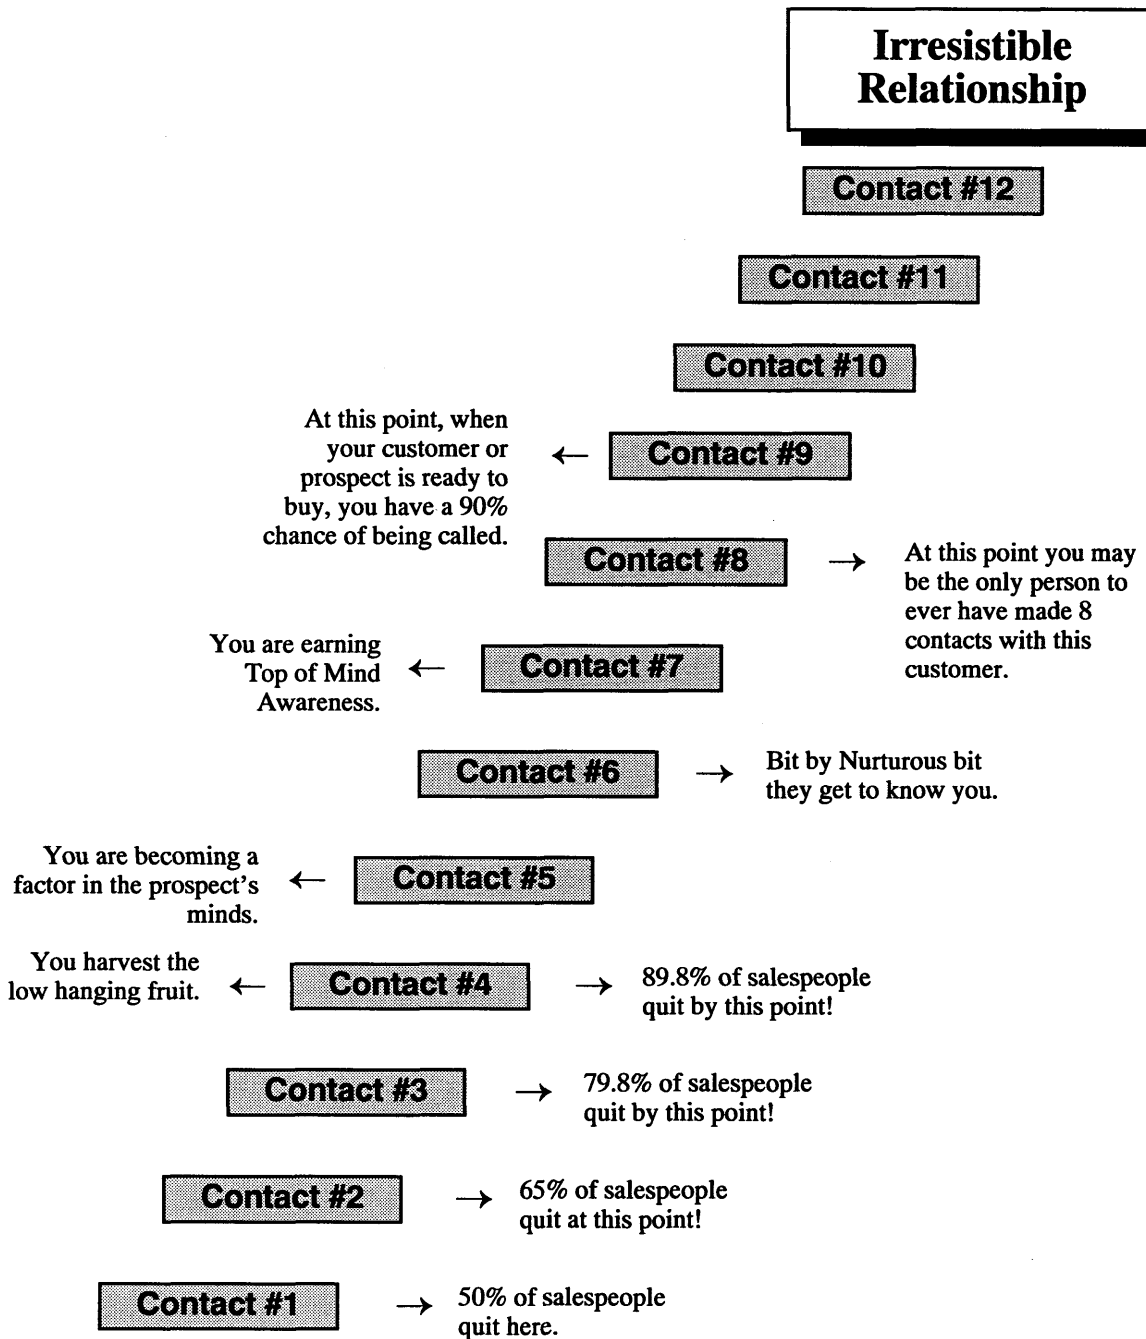 Irresistible
Relationship
Contact #12
Contact #11
Contact #10
At this point, when
your customer or
prospect is ready to
buy, you have a 90%
chance of being called.
← Contact #9
Contact #8 →
At this point you may
be the only person to
ever have made 8
contacts with this
customer.
You are earning
Top of Mind
Awareness.
← Contact #7
Contact #6 →
Bit by Nurturous bit
they get to know you.
You are becoming a
factor in the prospect's
minds.
← Contact #5
You harvest the
low hanging fruit.
← Contact #4 →
89.8% of salespeople
quit by this point!
Contact #3 →
79.8% of salespeople
quit by this point!
Contact #2 →
65% of salespeople
quit at this point!
Contact #1 →
50% of salespeople
quit here.